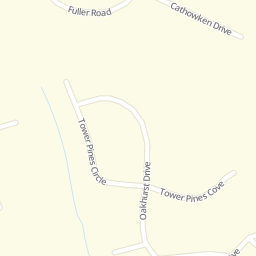 Fuller Road
Cathowken Drive
Tower Pines Circle
Oakhurst Drive
Tower Pines Cove